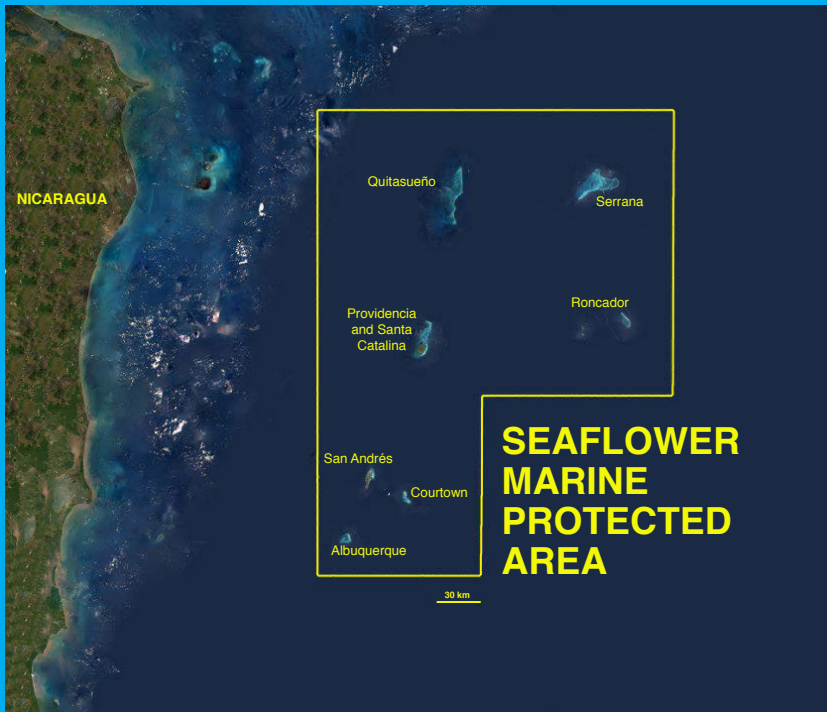 NICARAGUA
Quitasueño
Serrana
Roncador
Providencia
and Santa
Catalina
San Andrés
Courtown
Albuquerque
SEAFLOWER
MARINE
PROTECTED
AREA
30 km